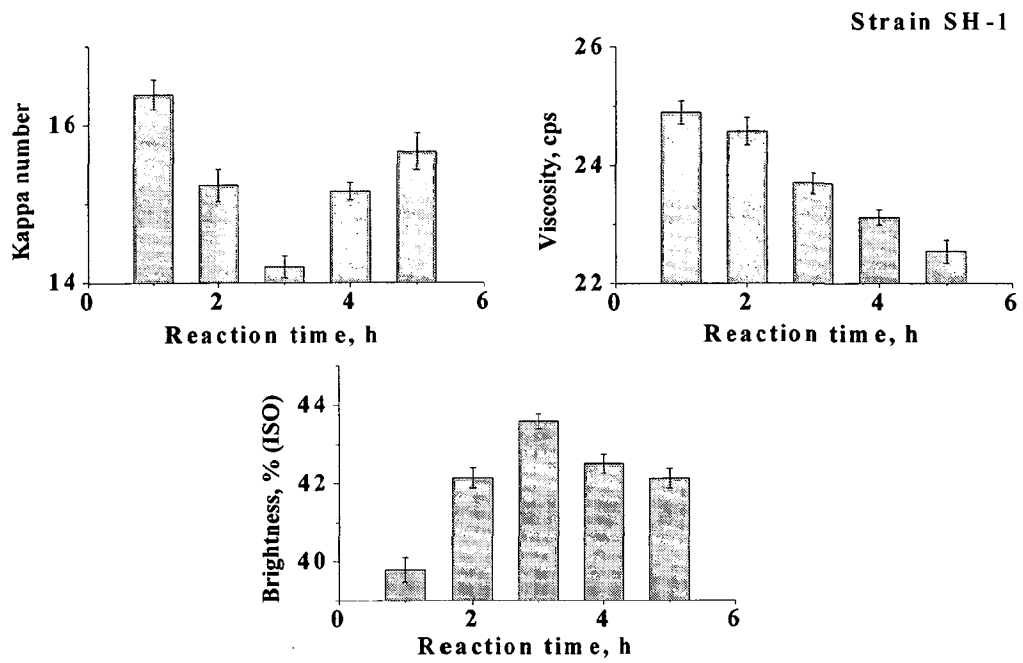 Strain SH-1
Kappa number
16
14
0 2 4 6
Reaction time, h
Viscosity, cps
26
24
22
0 2 4 6
Reaction time, h
Brightness, % (ISO)
44
42
40
0 2 4 6
Reaction time, h